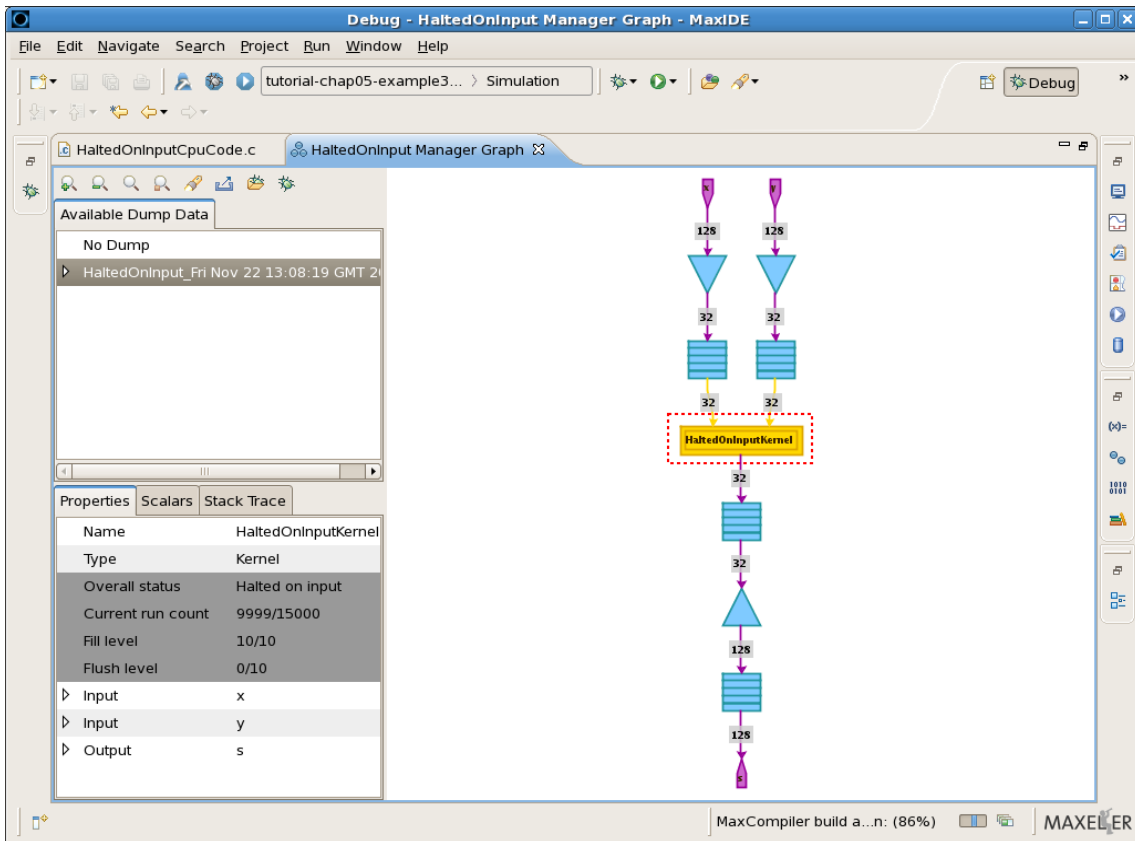 Debug - HaltedOnInput Manager Graph - MaxIDE
File Edit Navigate Search Project Run Window Help
tutorial-chap05-example3... > Simulation
Debug
»
HaltedOnInputCpuCode.c
HaltedOnInput Manager Graph
Available Dump Data
No Dump
HaltedOnInput_Fri Nov 22 13:08:19 GMT 2
Properties Scalars Stack Trace
Name HaltedOnInputKernel
Type Kernel
Overall status Halted on input
Current run count 9999/15000
Fill level 10/10
Flush level 0/10
Input x
Input y
Output s
x y
128 128
32 32
32 32
HaltedOnInputKernel
32
32
128
128
s
(x)=
1010
0101
MaxCompiler build a...n: (86%)
MAXELER